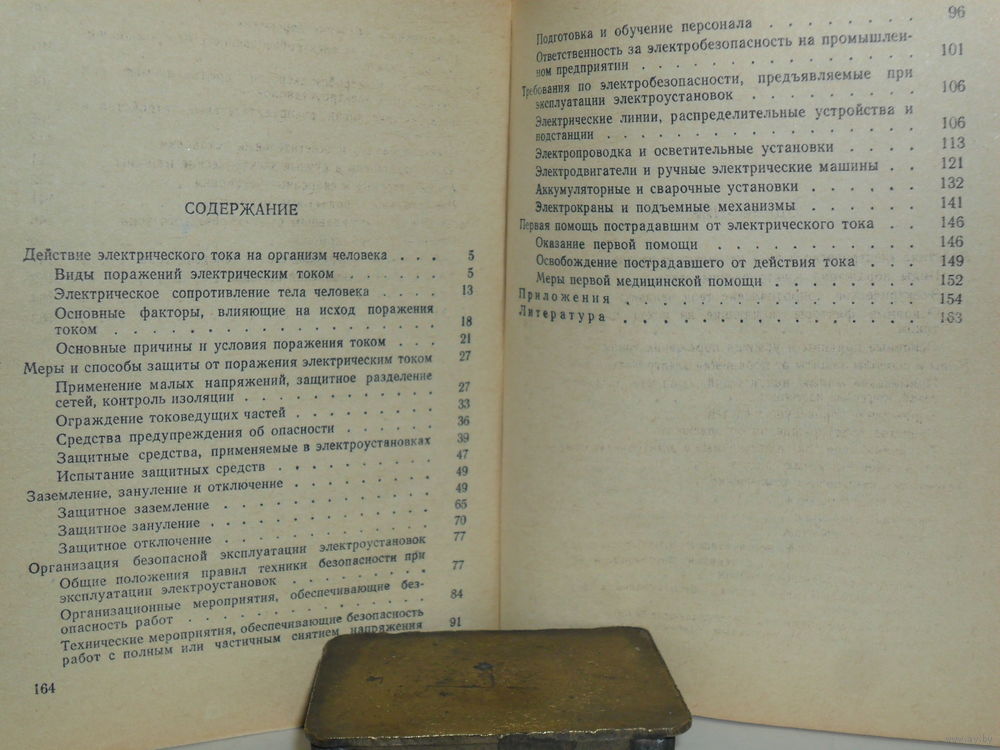 СОДЕРЖАНИЕ
Действие электрического тока на организм человека . . . 5
Виды поражений электрическим током . . . . . 5
Электрическое сопротивление тела человека . . . . 13
Основные факторы, влияющие на исход поражения
током . . . . . . . . . . . . . . . . . 18
Основные причины и условия поражения током . . . 21
Меры и способы защиты от поражения электрическим током 27
Применение малых напряжений, защитное разделение
сетей, контроль изоляции . . . . . . . . . . 27
Ограждение токоведущих частей . . . . . . . . 33
Средства предупреждения об опасности . . . . . 36
Защитные средства, применяемые в электроустановках 39
Испытание защитных средств . . . . . . . . . 47
Заземление, зануление и отключение . . . . . . . . 49
Защитное заземление . . . . . . . . . . . 49
Защитное зануление . . . . . . . . . . . 65
Защитное отключение . . . . . . . . . . . 70
Организация безопасной эксплуатации электроустановок 77
Общие положения правил техники безопасности при
эксплуатации электроустановок . . . . . . . . 77
Организационные мероприятия, обеспечивающие без-
опасность работ . . . . . . . . . . . . . 84
Технические мероприятия, обеспечивающие безопасность
работ с полным или частичным снятием напряжения 91
164
Подготовка и обучение персонала . . . . . . . . 96
Ответственность за электробезопасность на промышлен-
ном предприятии . . . . . . . . . . . . . . 101
Требования по электробезопасности, предъявляемые при
эксплуатации электроустановок . . . . . . . . . 106
Электрические линии, распределительные устройства и
подстанции . . . . . . . . . . . . . . . . 106
Электропроводка и осветительные установки . . . . 113
Электродвигатели и ручные электрические машины . . 121
Аккумуляторные и сварочные установки . . . . . . 132
Электрокраны и подъемные механизмы . . . . . . 141
Первая помощь пострадавшим от электрического тока . . 146
Оказание первой помощи . . . . . . . . . . . 146
Освобождение пострадавшего от действия тока . . . 149
Меры первой медицинской помощи . . . . . . . . 152
Приложения . . . . . . . . . . . . . . . . 154
Литература . . . . . . . . . . . . . . . . 163